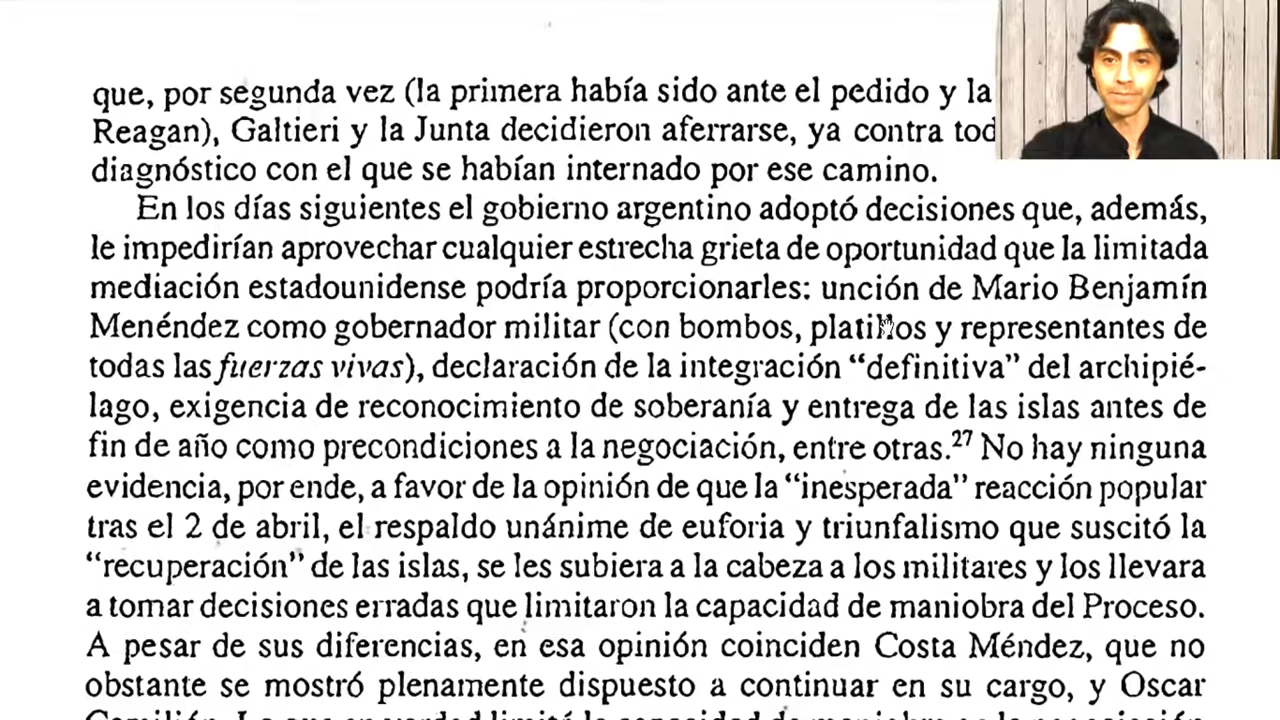 que, por segunda vez (la primera había sido ante el pedido y la
Reagan), Galtieri y la Junta decidieron aferrarse, ya contra tod
diagnóstico con el que se habían internado por ese camino.
En los días siguientes el gobierno argentino adoptó decisiones que, además,
le impedirían aprovechar cualquier estrecha grieta de oportunidad que la limitada
mediación estadounidense podría proporcionarles: unción de Mario Benjamín
Menéndez como gobernador militar (con bombos, platillos y representantes de
todas las fuerzas vivas), declaración de la integración “definitiva” del archipié-
lago, exigencia de reconocimiento de soberanía y entrega de las islas antes de
fin de año como precondiciones a la negociación, entre otras.27 No hay ninguna
evidencia, por ende, a favor de la opinión de que la “inesperada” reacción popular
tras el 2 de abril, el respaldo unánime de euforia y triunfalismo que suscitó la
“recuperación” de las islas, se les subiera a la cabeza a los militares y los llevara
a tomar decisiones erradas que limitaron la capacidad de maniobra del Proceso.
A pesar de sus diferencias, en esa opinión coinciden Costa Méndez, que no
obstante se mostró plenamente dispuesto a continuar en su cargo, y Oscar